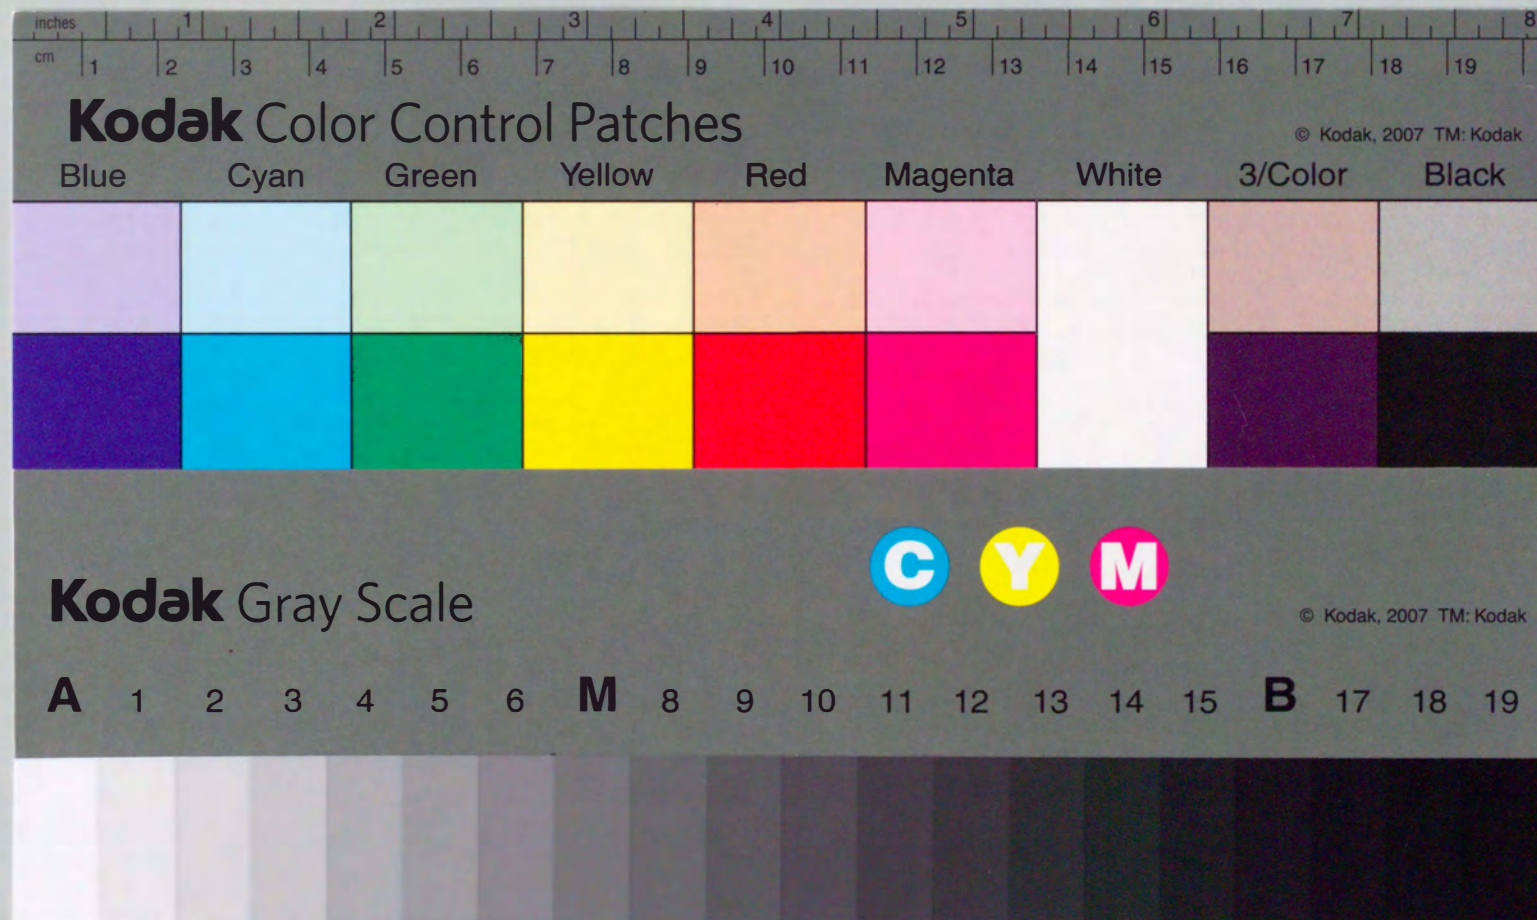 inches 1 2 3 4 5 6 7 8
cm 1 2 3 4 5 6 7 8 9 10 11 12 13 14 15 16 17 18 19
Kodak Color Control Patches
© Kodak, 2007 TM: Kodak
Blue Cyan Green Yellow Red Magenta White 3/Color Black
C Y M
Kodak Gray Scale
© Kodak, 2007 TM: Kodak
A 1 2 3 4 5 6 M 8 9 10 11 12 13 14 15 B 17 18 19